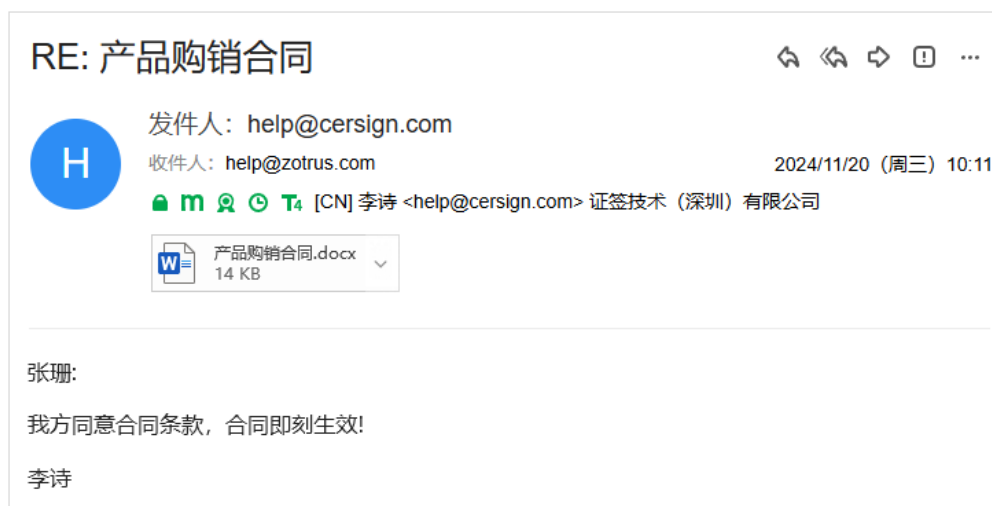 RE: 产品购销合同
H
发件人：help@cersign.com
收件人：help@zotrus.com
2024/11/20（周三）10:11
m T4 [CN] 李诗 <help@cersign.com> 证签技术（深圳）有限公司
W
产品购销合同.docx
14 KB
张珊:
我方同意合同条款，合同即刻生效!
李诗